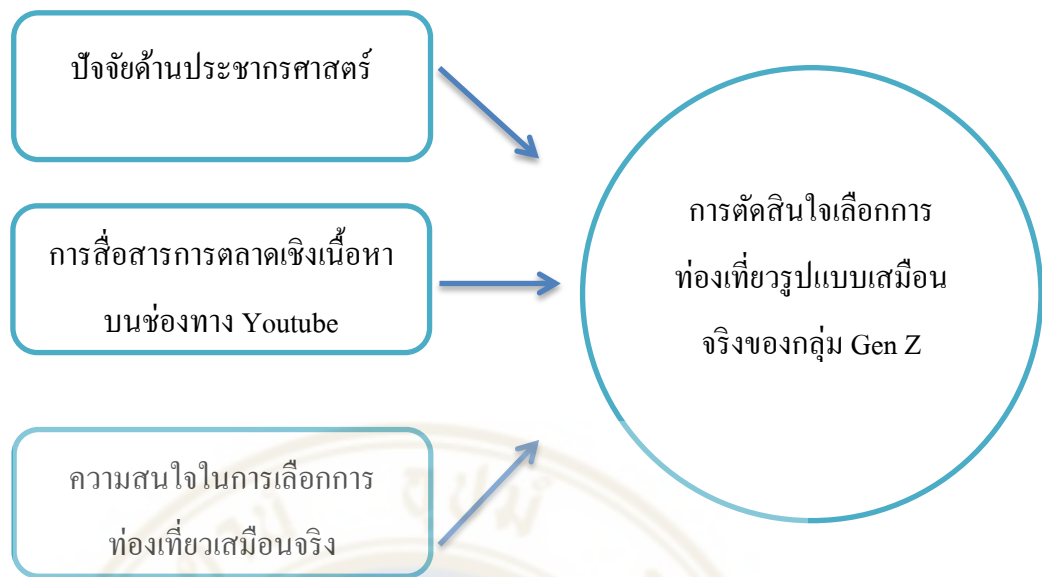 ปัจจัยด้านประชากรศาสตร์
การสื่อสารการตลาดเชิงเนื้อหา
บนช่องทาง Youtube
ความสนใจในการเลือกการ
ท่องเที่ยวเสมือนจริง
การตัดสินใจเลือกการ
ท่องเที่ยวรูปแบบเสมือน
จริงของกลุ่ม Gen Z